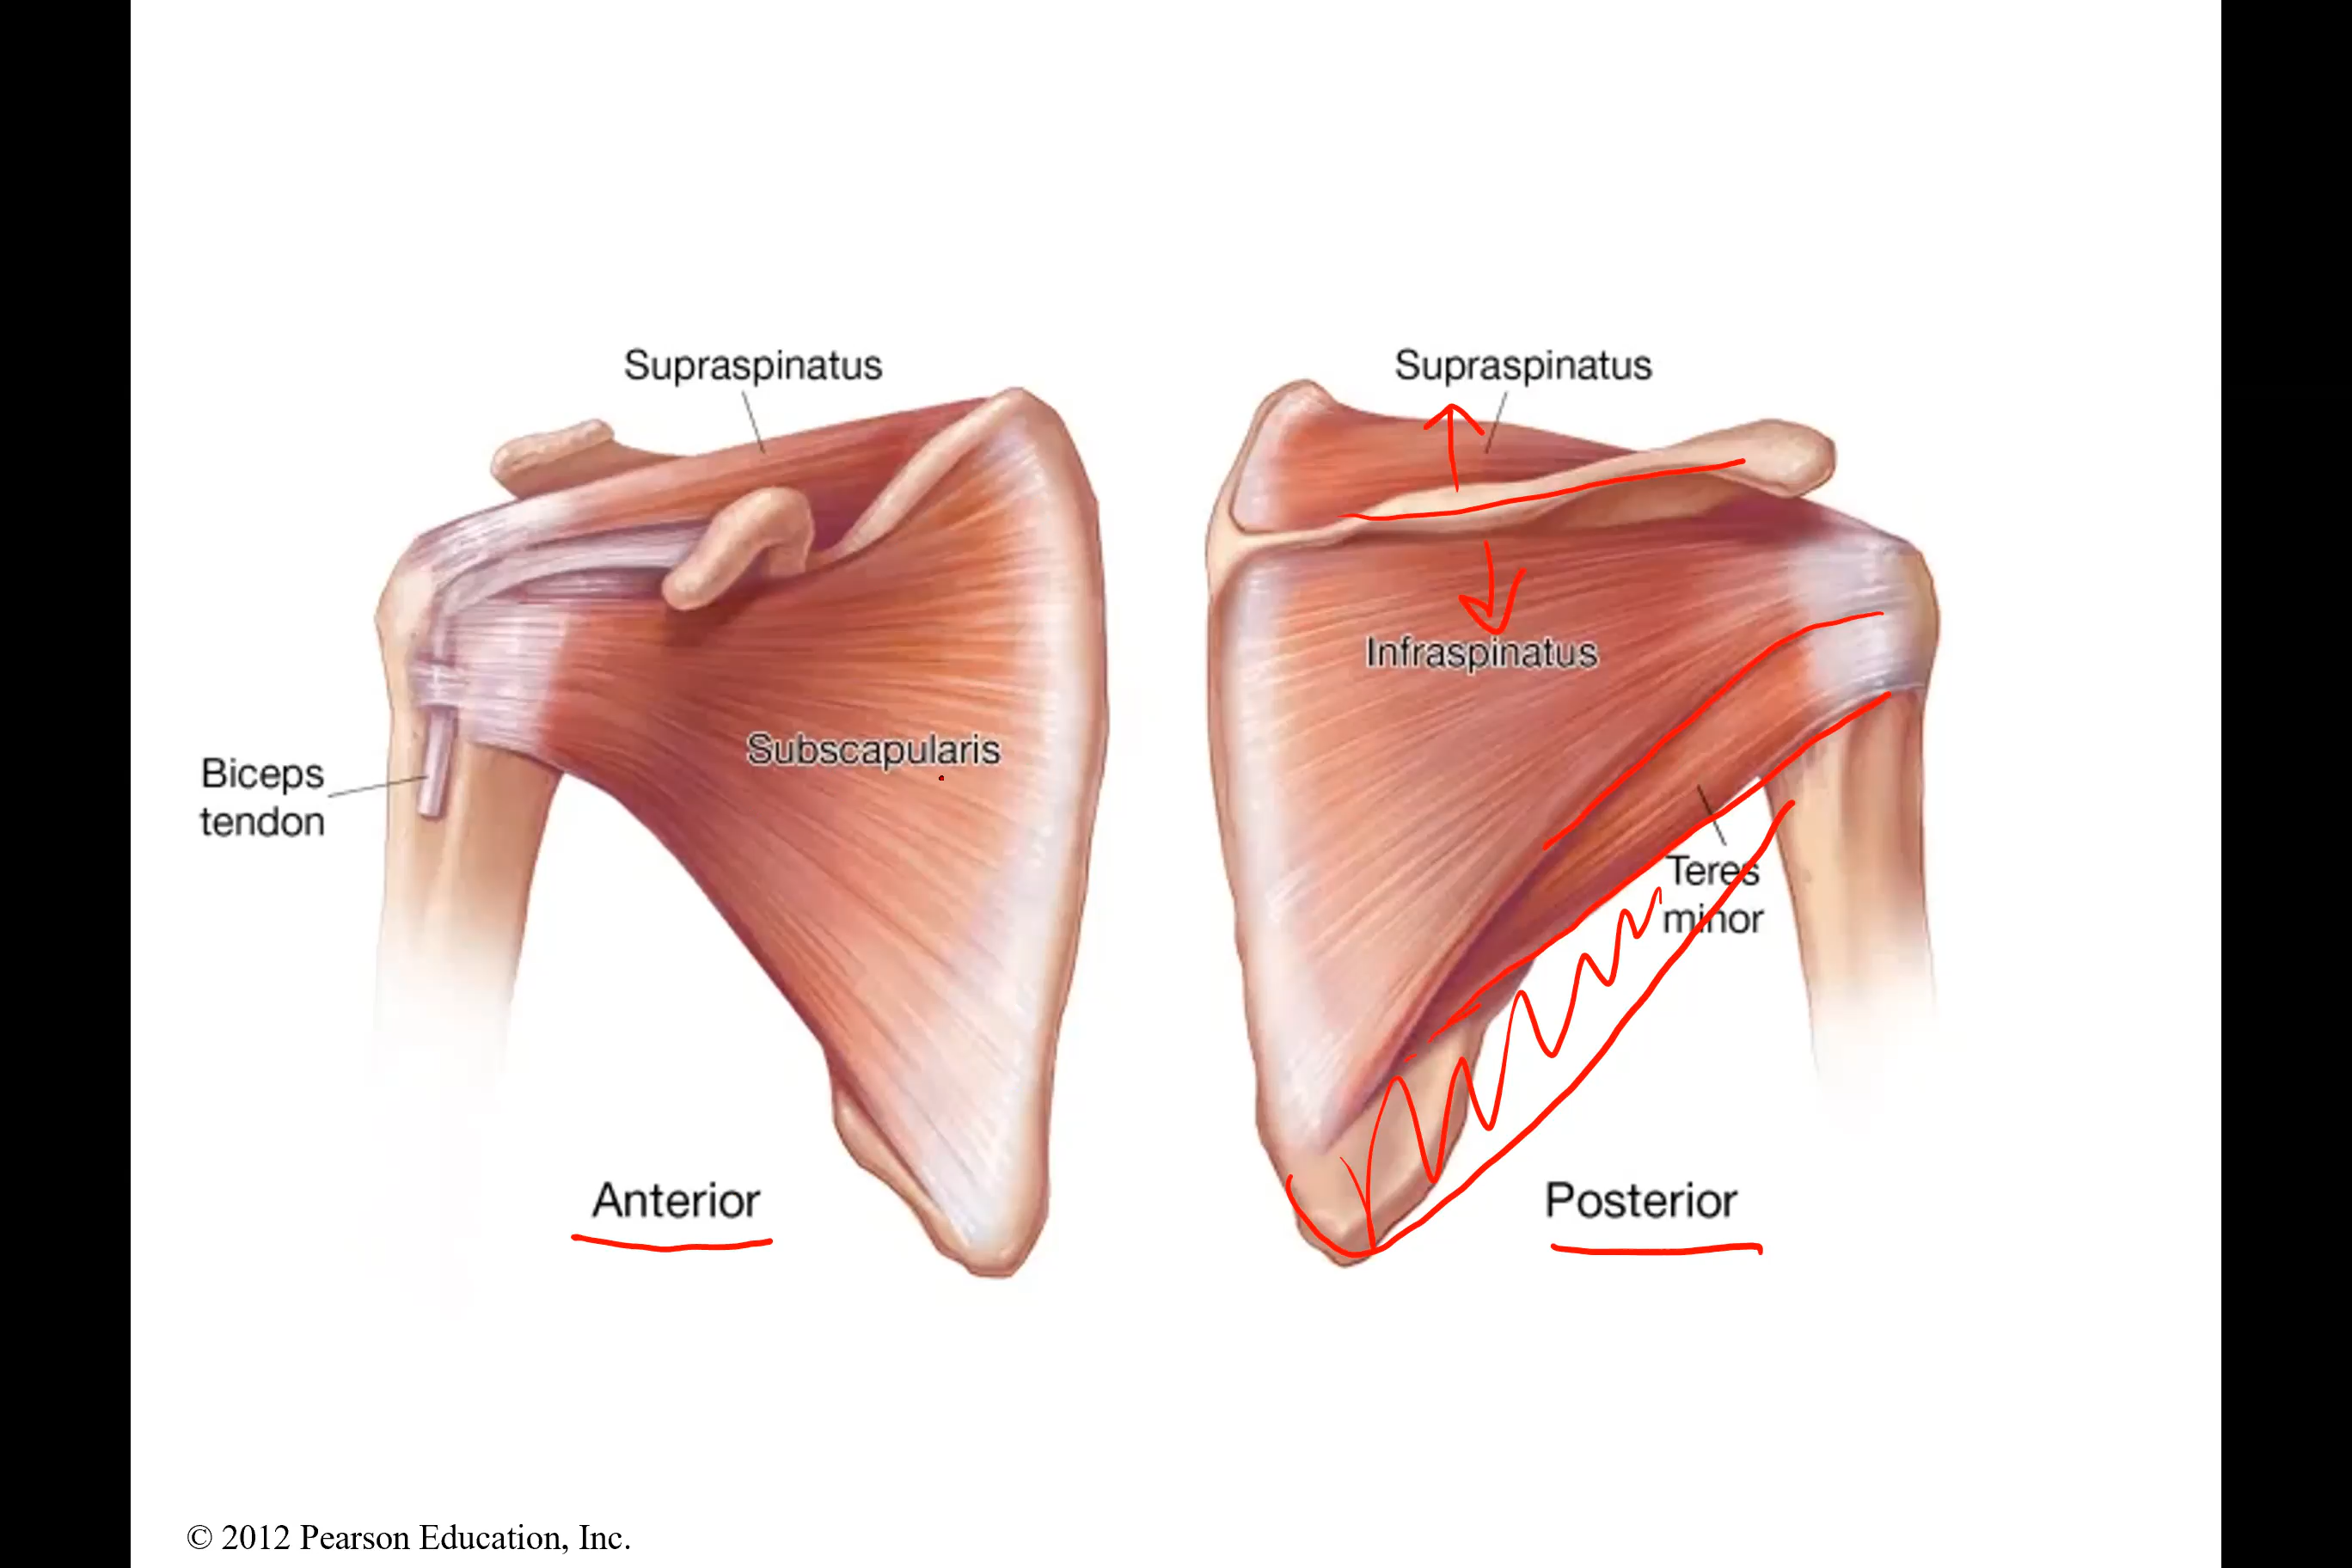 Supraspinatus
Supraspinatus
Infraspinatus
Subscapularis
Biceps
tendon
Teres
minor
Anterior
Posterior
© 2012 Pearson Education, Inc.